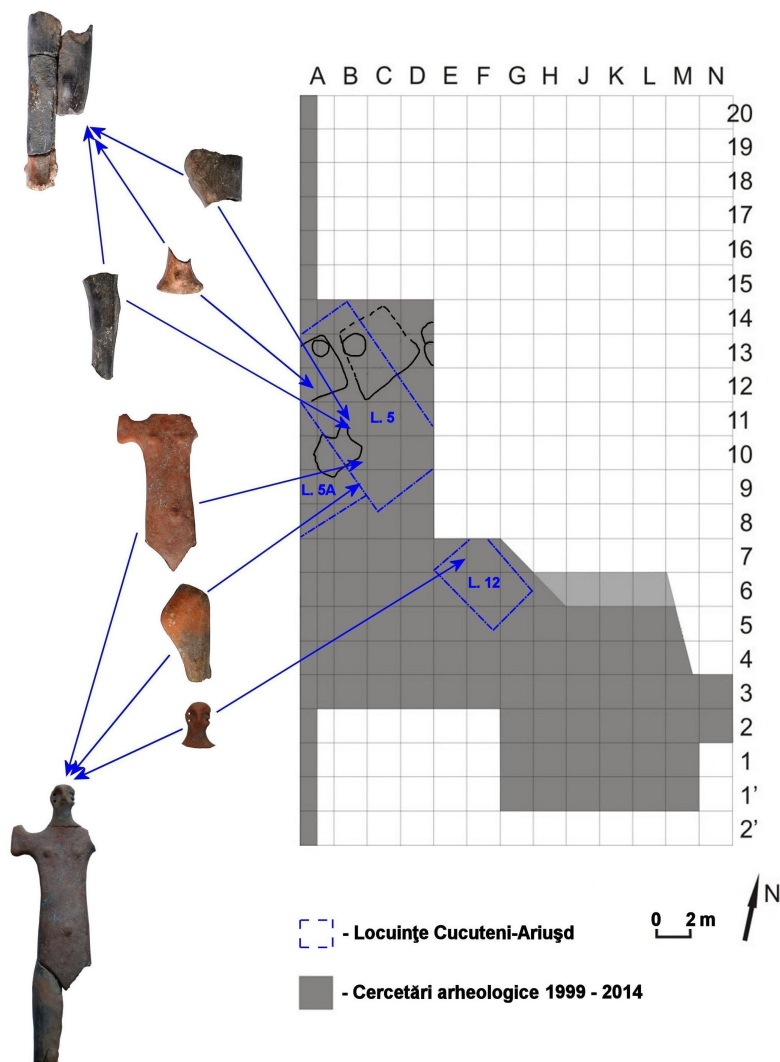 A B C D E F G H J K L M N
20
19
18
17
16
15
14
13
12
11
10
9
8
7
6
5
4
3
2
1
1’
2’
L. 5
L. 5A
L. 12
N
0 2 m
- Locuinţe Cucuteni-Ariuşd
- Cercetări arheologice 1999 - 2014